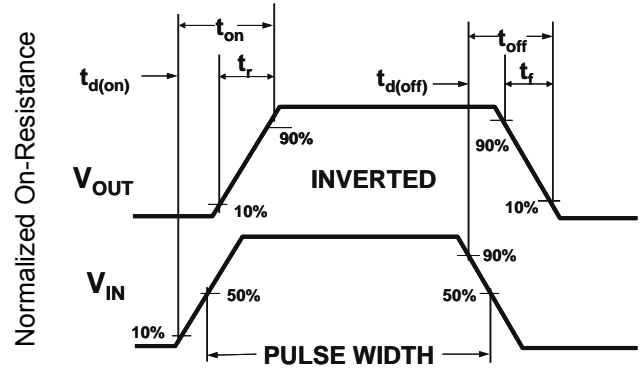 Normalized On-Resistance
ton
toff
td(on)
tr
td(off)
tf
90%
90%
VOUT
INVERTED
10%
10%
90%
VIN
50%
50%
10%
PULSE WIDTH